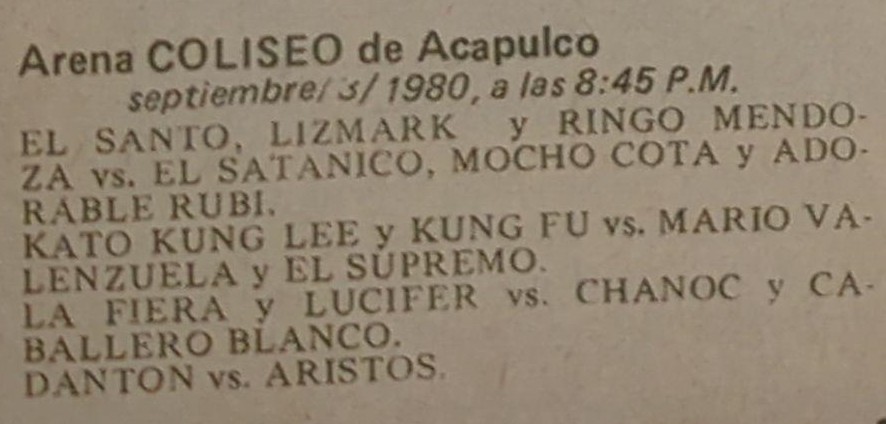 Arena COLISEO de Acapulco
septiembre/ 3/ 1980, a las 8:45 P.M.
EL SANTO, LIZMARK y RINGO MENDO-
ZA vs. EL SATANICO, MOCHO COTA y ADO-
RABLE RUBI.
KATO KUNG LEE y KUNG FU vs. MARIO VA-
LENZUELA y EL SUPREMO.
LA FIERA y LUCIFER vs. CHANOC y CA-
BALLERO BLANCO.
DANTON vs. ARISTOS.